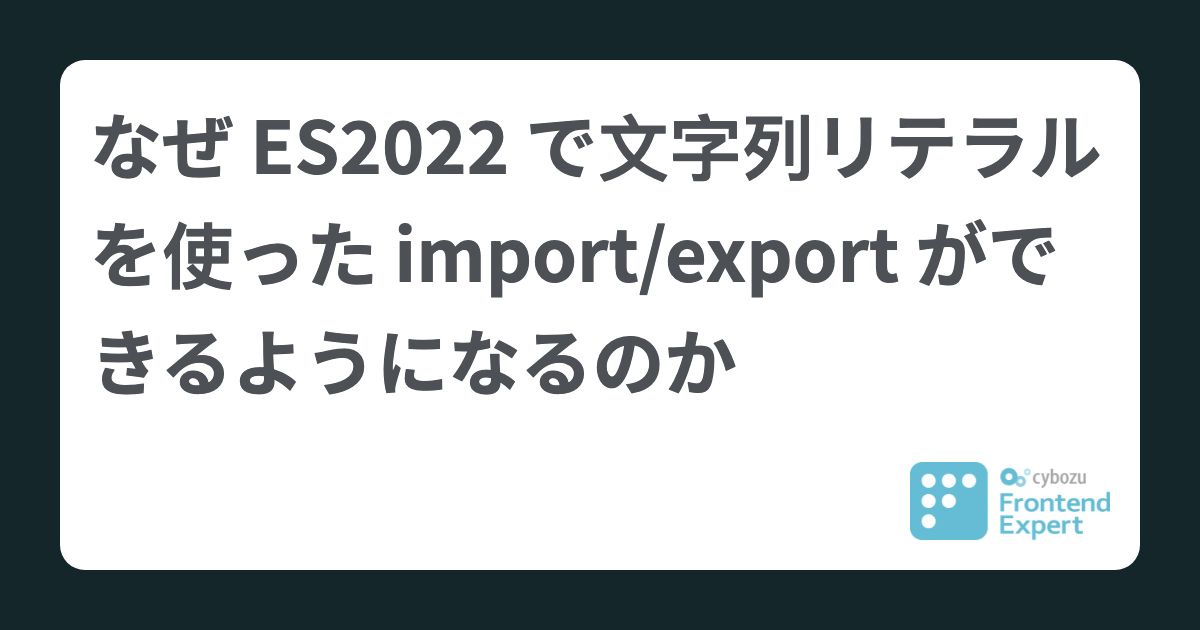 なぜ ES2022 で文字列リテラル
を使った import/export がで
きるようになるのか
cybozu
Frontend
Expert